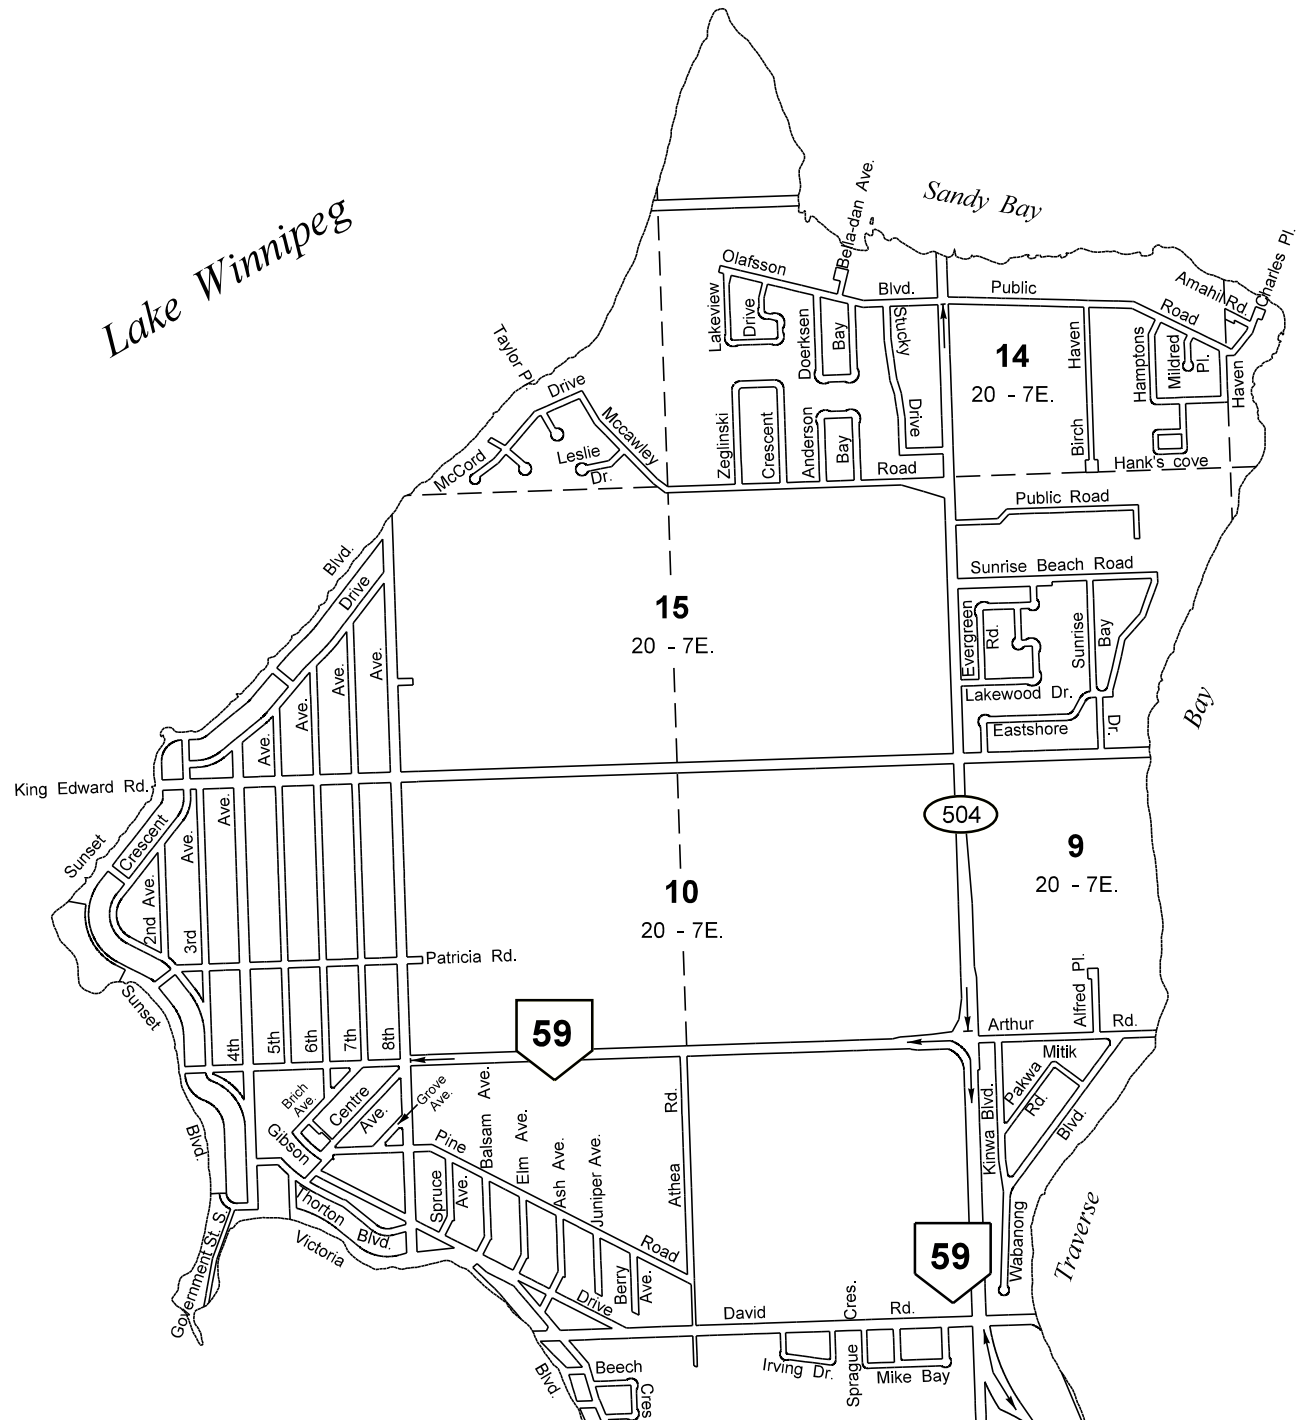 Lake Winnipeg
Sandy Bay
Bella-dan Ave.
Charles Pl.
Amahil Rd.
Olafsson
Blvd.
Public
Road
Lakeview
Drive
Doerksen
Bay
Stucky
Drive
14
20 - 7E.
Haven
Birch
Hamptons
Mildred
Pl.
Haven
Taylor Pl.
Drive
Mccawley
McCord
Leslie
Dr.
Zeglinski
Crescent
Anderson
Bay
Road
Hank's cove
Public Road
Blvd.
Drive
15
20 - 7E.
Sunrise Beach Road
Evergreen
Rd.
Sunrise
Bay
Lakewood Dr.
Eastshore
Dr.
Bay
Ave.
Ave.
Ave.
Ave.
King Edward Rd.
Ave.
Ave.
Sunset
Crescent
2nd Ave.
3rd
504
9
20 - 7E.
10
20 - 7E.
Patricia Rd.
Sunset
4th
5th
6th
7th
8th
59
Arthur
Rd.
Alfred Pl.
Mitik
Pakwa
Rd.
Blvd.
Kinwa Blvd.
Brich
Ave.
Centre
Ave.
Grove
Ave.
Gibson
Pine
Balsam Ave.
Elm Ave.
Ash Ave.
Juniper Ave.
Rd.
Athea
Blvd.
Spruce
Ave.
Thorton
Blvd.
Victoria
Government St. S.
Road
Berry
Ave.
Drive
59
Wabanong
Traverse
David
Rd.
Cres.
Sprague
Irving Dr.
Mike Bay
Blvd.
Beech
Cres